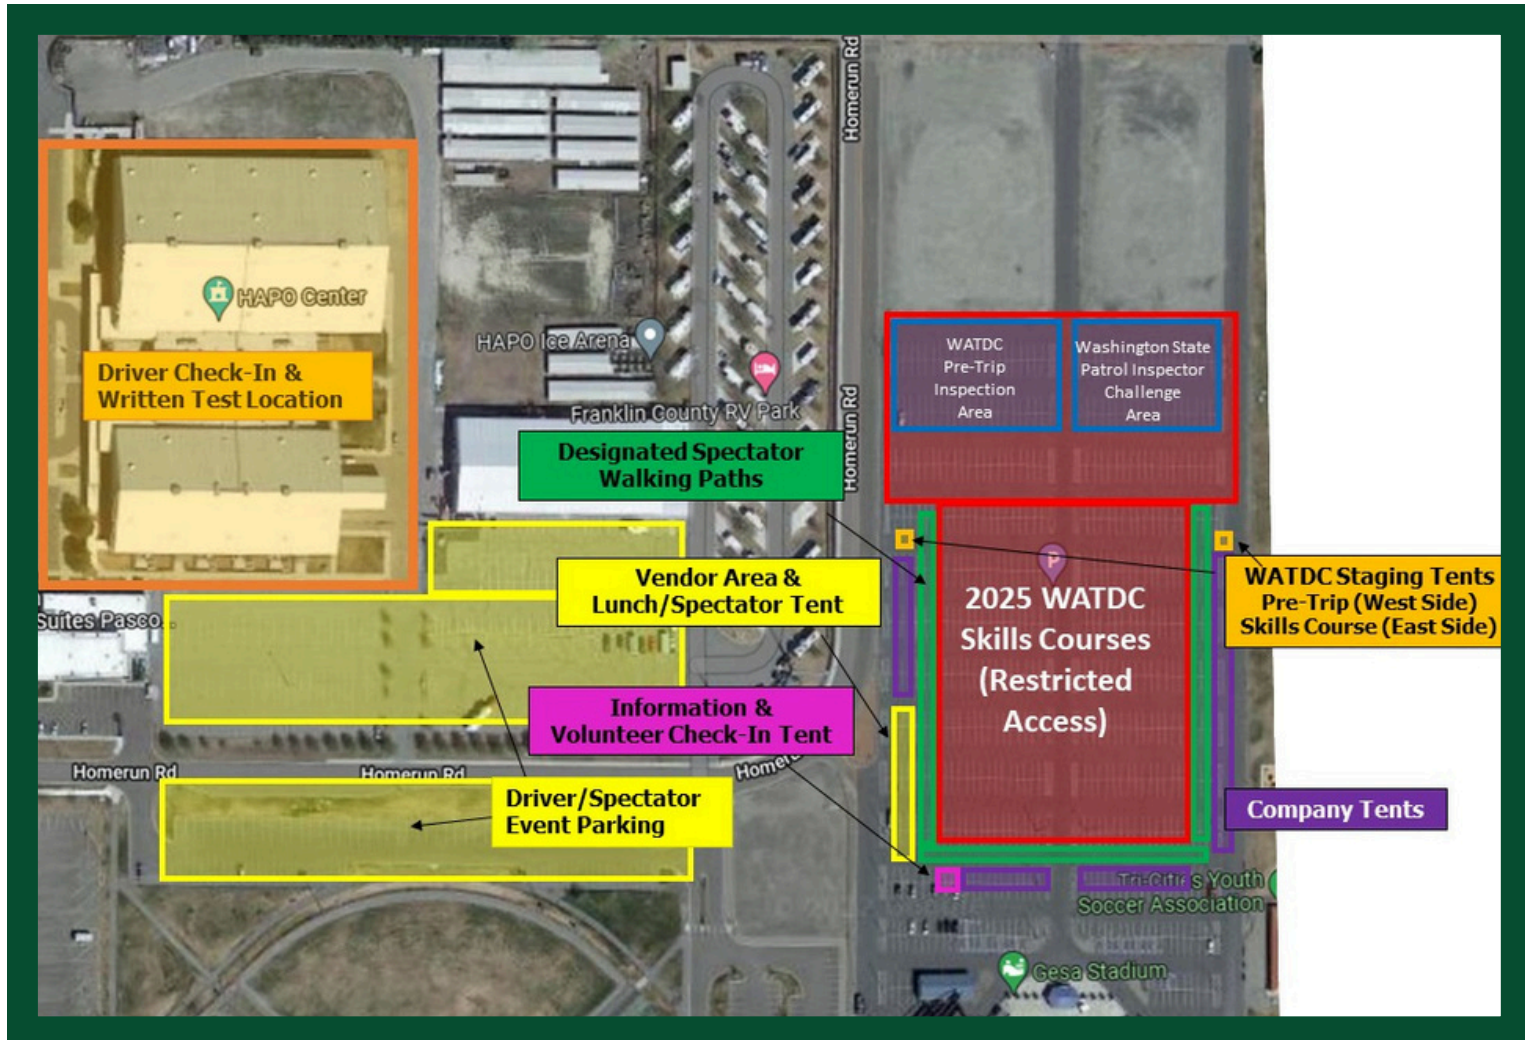 Homerun Rd
HAPO Center
HAPO Ice Arena
Driver Check-In &
Written Test Location
Franklin County RV Park
Homerun Rd
WATDC
Pre-Trip
Inspection
Area
Washington State
Patrol Inspector
Challenge
Area
Designated Spectator
Walking Paths
Vendor Area &
Lunch/Spectator Tent
P
2025 WATDC
Skills Courses
(Restricted
Access)
WATDC Staging Tents
Pre-Trip (West Side)
Skills Course (East Side)
Suites Pasco
Information &
Volunteer Check-In Tent
Homerun Rd
Homerun Rd
Driver/Spectator
Event Parking
Company Tents
Tri-Cities Youth
Soccer Association
Gesa Stadium